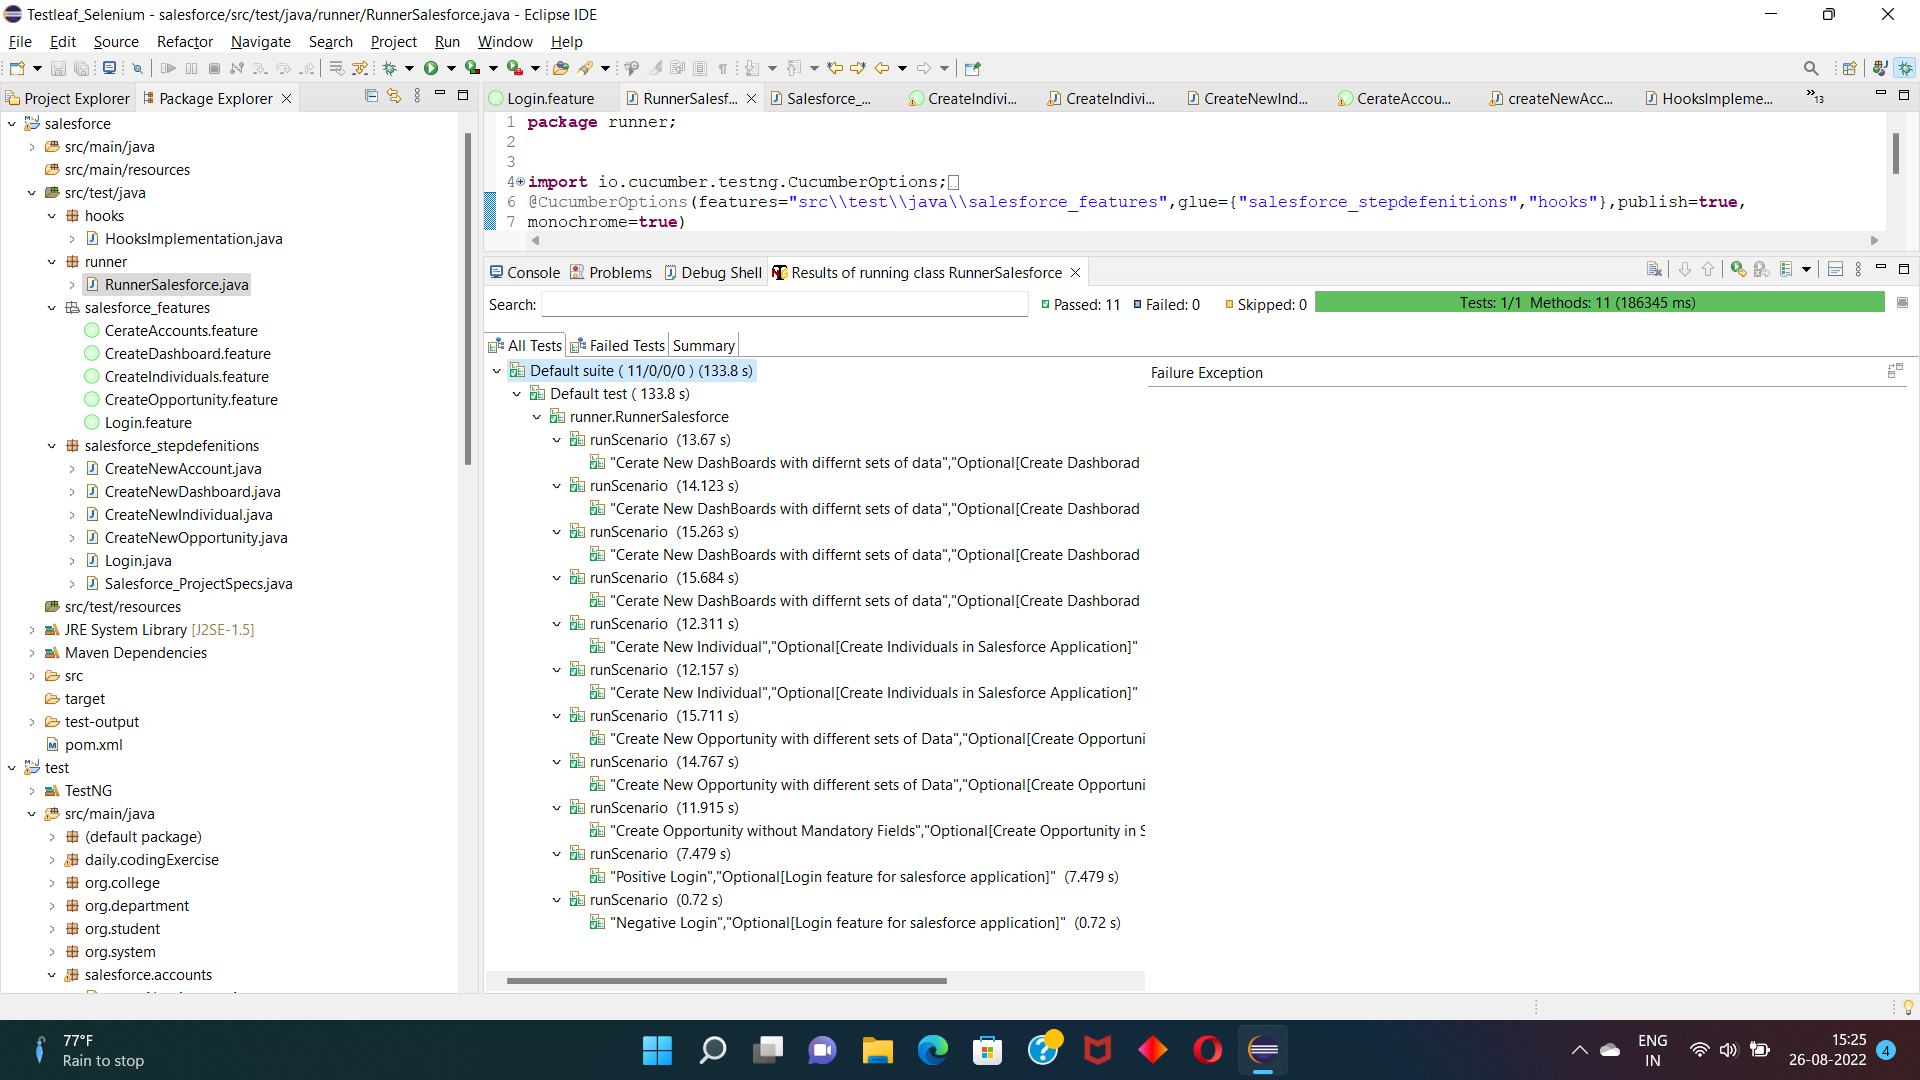 Testleaf_Selenium - salesforce/src/test/java/runner/RunnerSalesforce.java - Eclipse IDE
File Edit Source Refactor Navigate Search Project Run Window Help
Project Explorer Package Explorer
Login.feature RunnerSalesf... Salesforce_... CreateIndivi... CreateIndivi... CreateNewInd... CerateAccou... createNewAcc... HooksImpleme... »13
salesforce
src/main/java
src/main/resources
src/test/java
hooks
HooksImplementation.java
runner
RunnerSalesforce.java
salesforce_features
CerateAccounts.feature
CreateDashboard.feature
CreateIndividuals.feature
CreateOpportunity.feature
Login.feature
salesforce_stepdefenitions
CreateNewAccount.java
CreateNewDashboard.java
CreateNewIndividual.java
CreateNewOpportunity.java
Login.java
Salesforce_ProjectSpecs.java
src/test/resources
JRE System Library [J2SE-1.5]
Maven Dependencies
src
target
test-output
pom.xml
test
TestNG
src/main/java
(default package)
daily.codingExercise
org.college
org.department
org.student
org.system
salesforce.accounts
1 package runner;
2
3
4 import io.cucumber.testng.CucumberOptions;
6 @CucumberOptions(features="src\\test\\java\\salesforce_features",glue={"salesforce_stepdefenitions","hooks"},publish=true,
7 monochrome=true)
Console Problems Debug Shell Results of running class RunnerSalesforce
Search: Passed: 11 Failed: 0 Skipped: 0 Tests: 1/1 Methods: 11 (186345 ms)
All Tests Failed Tests Summary
Failure Exception
Default suite ( 11/0/0/0 ) (133.8 s)
Default test ( 133.8 s)
runner.RunnerSalesforce
runScenario (13.67 s)
"Cerate New DashBoards with differnt sets of data","Optional[Create Dashborad
runScenario (14.123 s)
"Cerate New DashBoards with differnt sets of data","Optional[Create Dashborad
runScenario (15.263 s)
"Cerate New DashBoards with differnt sets of data","Optional[Create Dashborad
runScenario (15.684 s)
"Cerate New DashBoards with differnt sets of data","Optional[Create Dashborad
runScenario (12.311 s)
"Cerate New Individual","Optional[Create Individuals in Salesforce Application]"
runScenario (12.157 s)
"Cerate New Individual","Optional[Create Individuals in Salesforce Application]"
runScenario (15.711 s)
"Create New Opportunity with different sets of Data","Optional[Create Opportuni
runScenario (14.767 s)
"Create New Opportunity with different sets of Data","Optional[Create Opportuni
runScenario (11.915 s)
"Create Opportunity without Mandatory Fields","Optional[Create Opportunity in S
runScenario (7.479 s)
"Positive Login","Optional[Login feature for salesforce application]" (7.479 s)
runScenario (0.72 s)
"Negative Login","Optional[Login feature for salesforce application]" (0.72 s)
77°F
Rain to stop
ENG
IN
15:25
26-08-2022
4